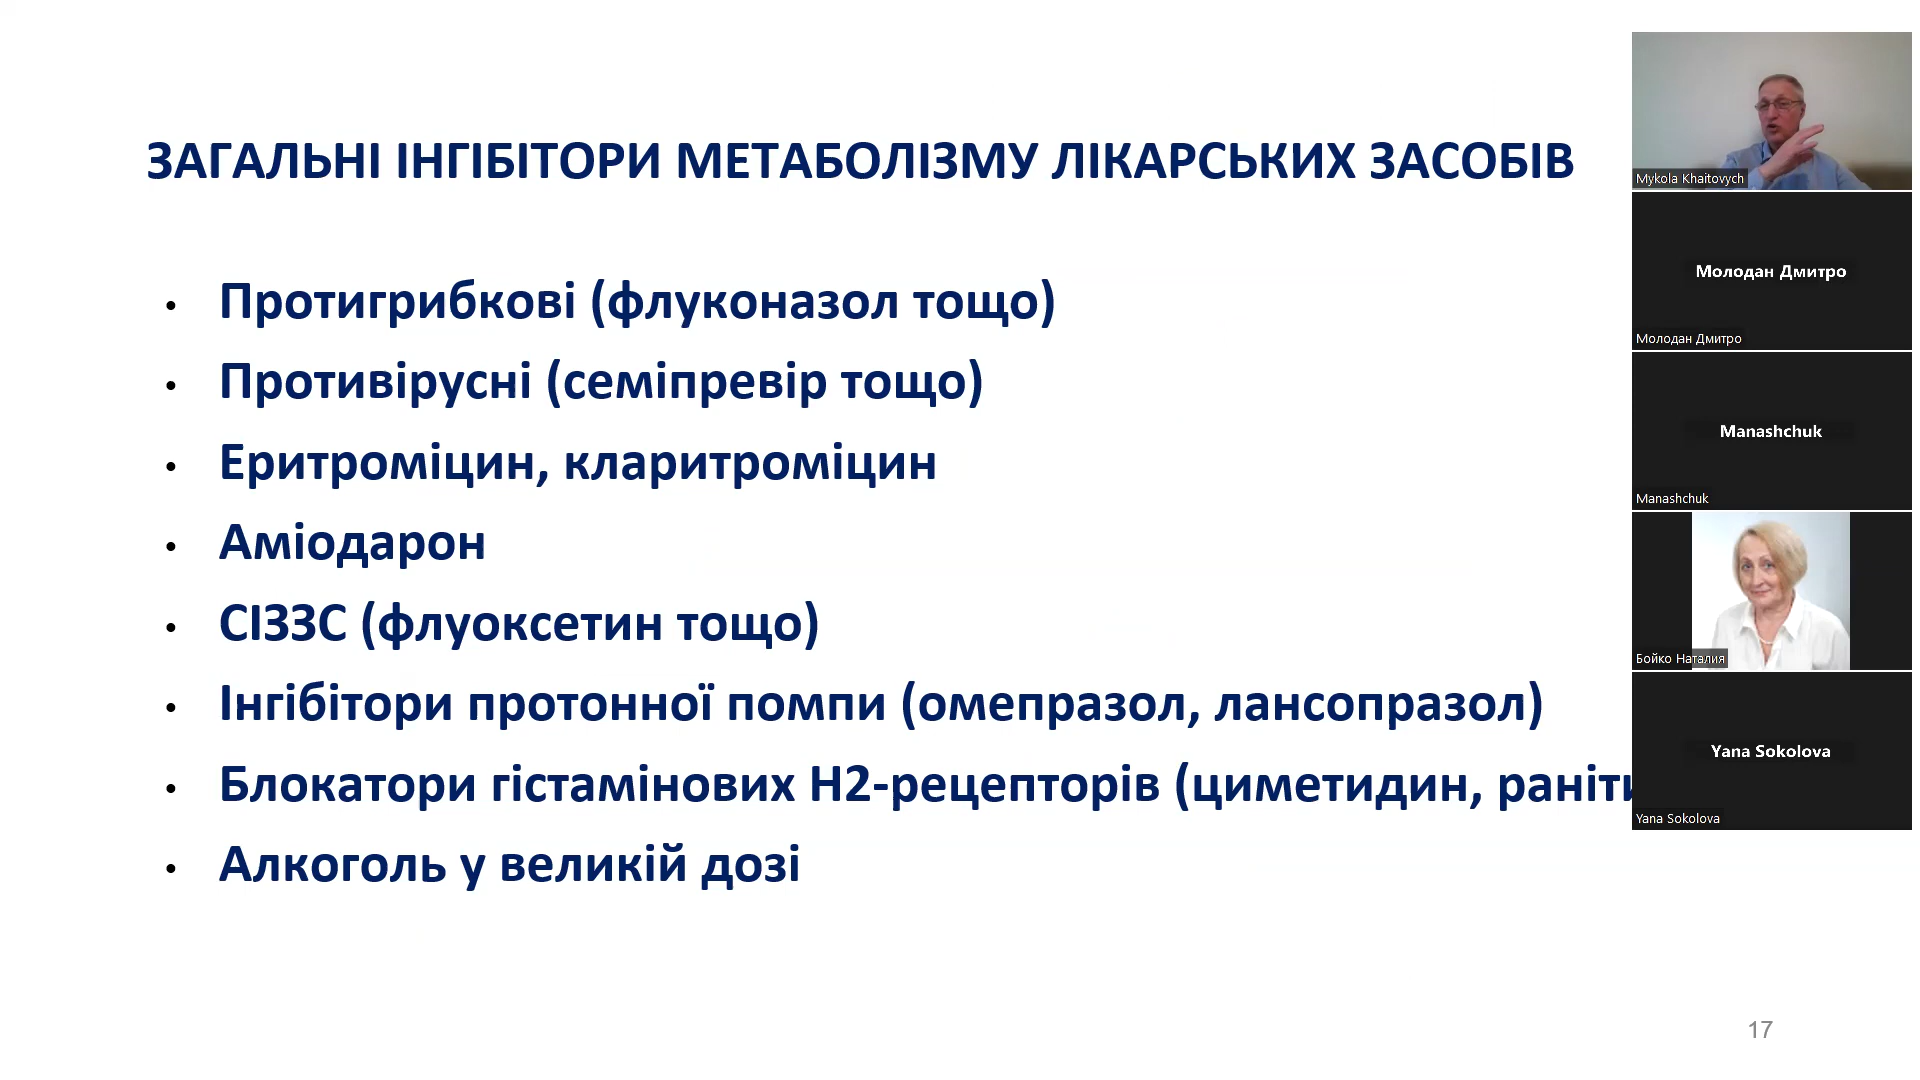 ЗАГАЛЬНІ ІНГІБІТОРИ МЕТАБОЛІЗМУ ЛІКАРСЬКИХ ЗАСОБІВ
• Протигрибкові (флуконазол тощо)
• Противірусні (семіпревір тощо)
• Еритроміцин, кларитроміцин
• Аміодарон
• СІЗЗС (флуоксетин тощо)
• Інгібітори протонної помпи (омепразол, лансопразол)
• Блокатори гістамінових Н2-рецепторів (циметидин,
• Алкоголь у великій дозі
17
Mykola Khaitovych
Молодан Дмитро
Молодан Дмитро
Manashchuk
Manashchuk
Бойко Наталия
Yana Sokolova
Yana Sokolova